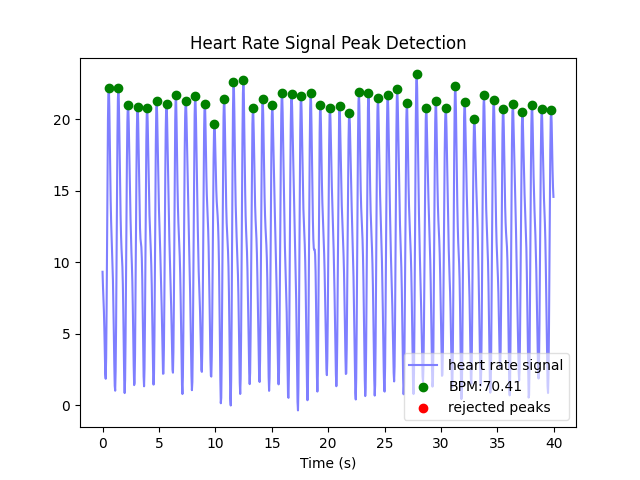 Heart Rate Signal Peak Detection
20
15
10
5
0
heart rate signal
BPM:70.41
rejected peaks
0 5 10 15 20 25 30 35 40
Time (s)